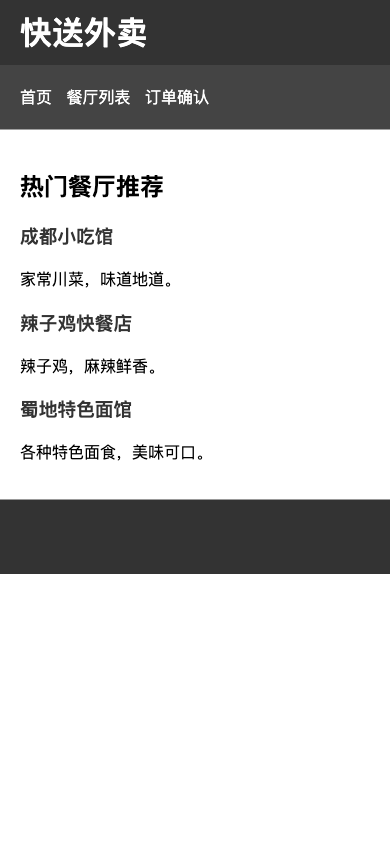 快送外卖
首页 餐厅列表 订单确认
热门餐厅推荐
成都小吃馆
家常川菜，味道地道。
辣子鸡快餐店
辣子鸡，麻辣鲜香。
蜀地特色面馆
各种特色面食，美味可口。